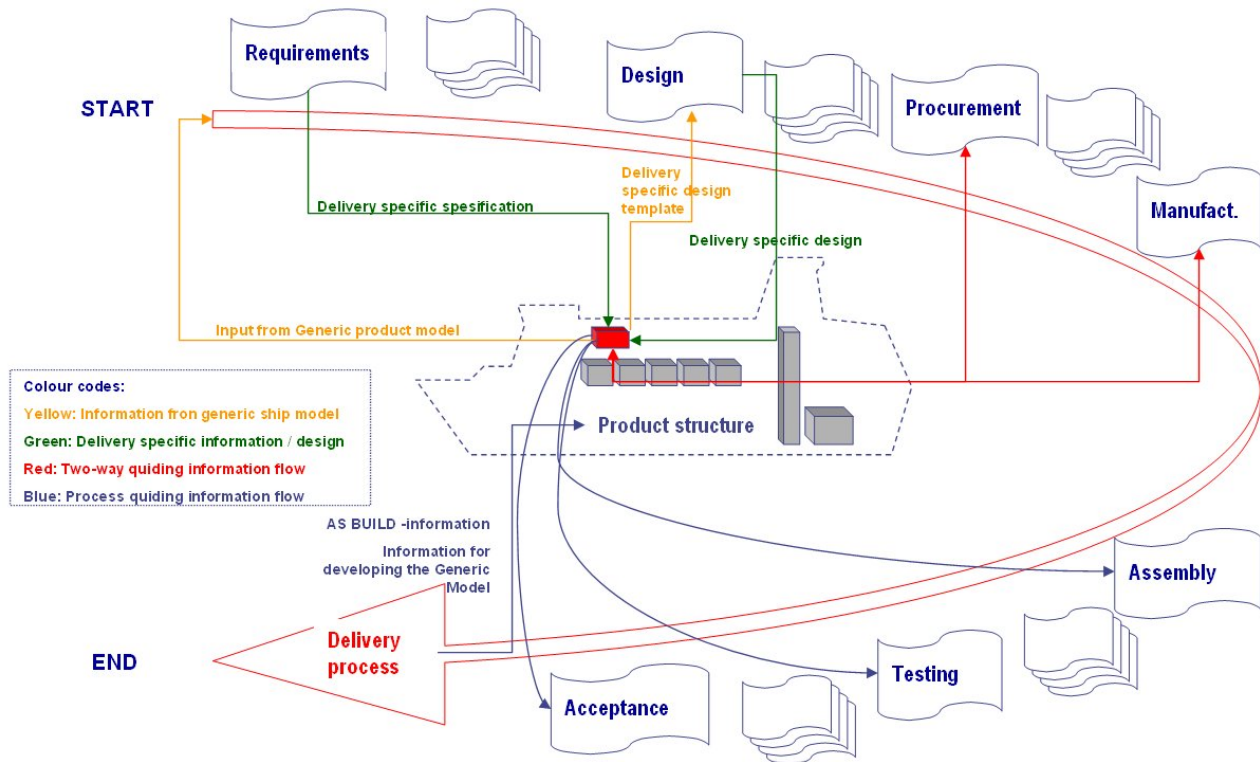 Requirements
Design
START
Procurement
Manufact.
Delivery
specific design
template
Delivery specific spesification
Delivery specific design
Input from Generic product model
Colour codes:
Yellow: Information fron generic ship model
Green: Delivery specific information / design
Red: Two-way quiding information flow
Blue: Process quiding information flow
Product structure
AS BUILD -information
Information for
developing the Generic
Model
Assembly
END
Delivery
process
Testing
Acceptance